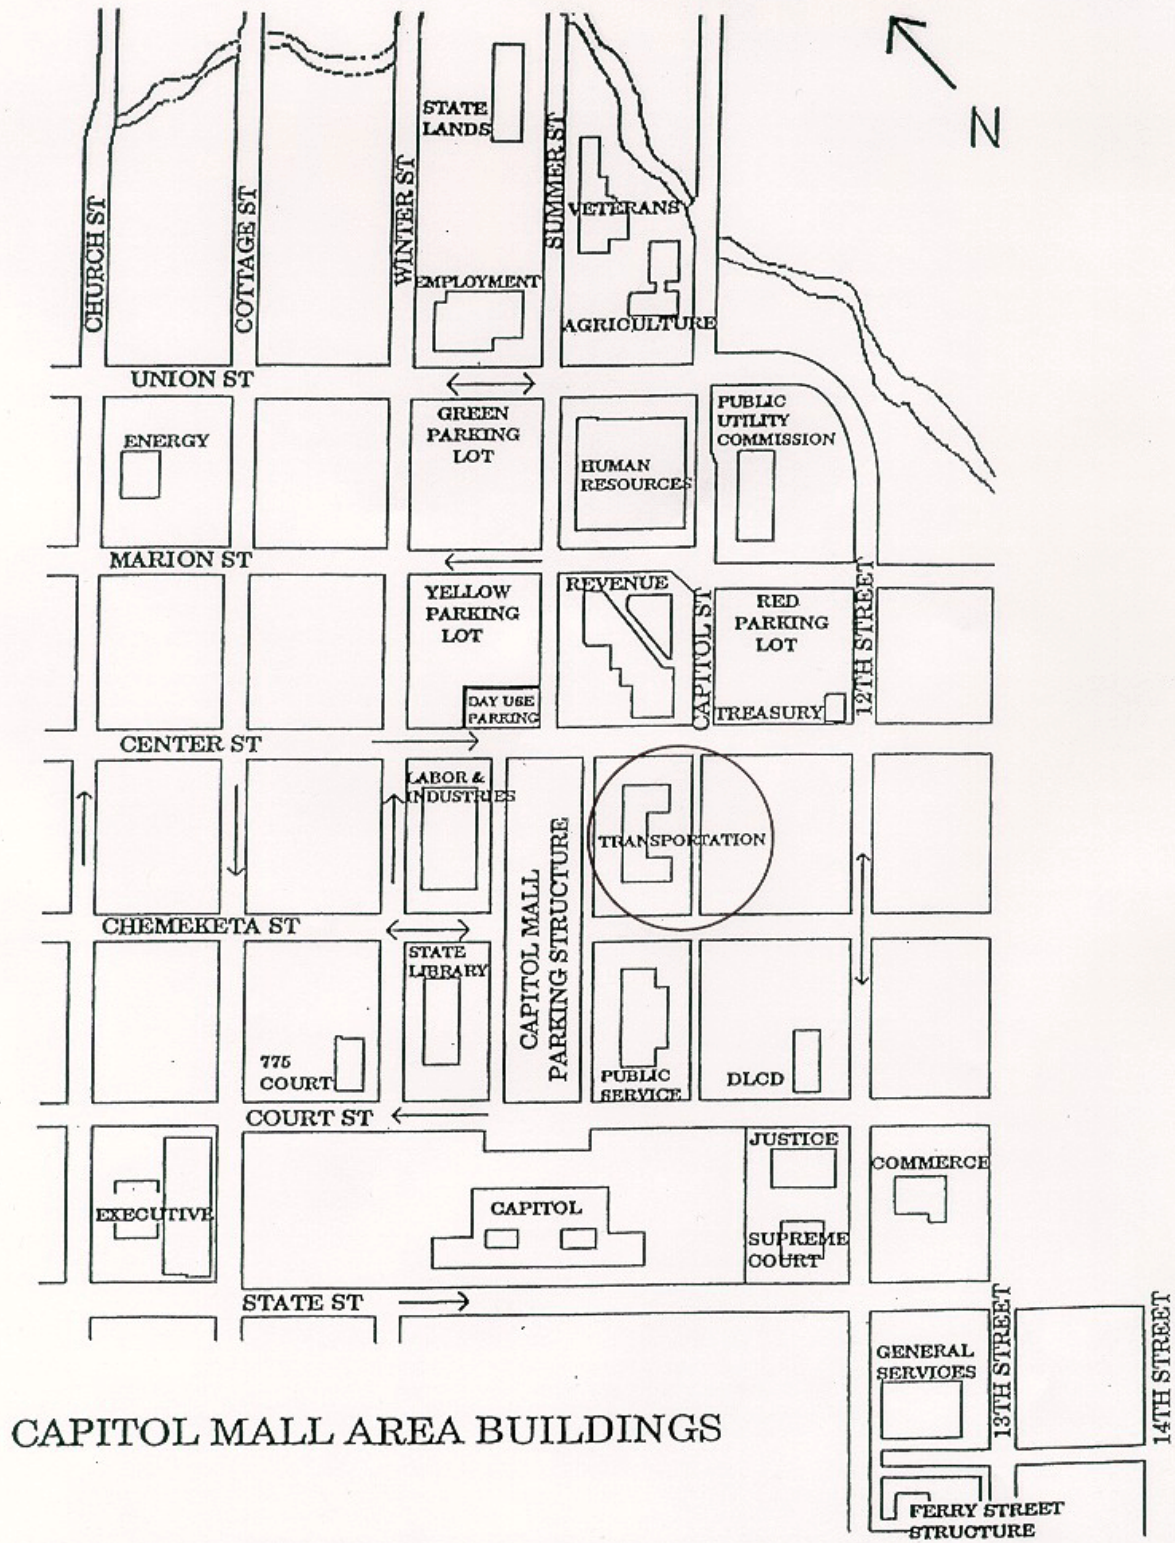 N
STATE
LANDS
CHURCH ST
COTTAGE ST
WINTER ST
SUMMER ST
VETERANS
EMPLOYMENT
AGRICULTURE
UNION ST
ENERGY
GREEN
PARKING
LOT
HUMAN
RESOURCES
PUBLIC
UTILITY
COMMISSION
MARION ST
YELLOW
PARKING
LOT
DAY USE
PARKING
REVENUE
CAPITOL ST
RED
PARKING
LOT
TREASURY
12TH STREET
CENTER ST
LABOR &
INDUSTRIES
CAPITOL MALL
PARKING STRUCTURE
TRANSPORTATION
CHEMEKETA ST
STATE
LIBRARY
775
COURT
PUBLIC
SERVICE
DLCD
COURT ST
EXECUTIVE
CAPITOL
JUSTICE
SUPREME
COURT
COMMERCE
STATE ST
GENERAL
SERVICES
13TH STREET
14TH STREET
FERRY STREET
STRUCTURE
CAPITOL MALL AREA BUILDINGS